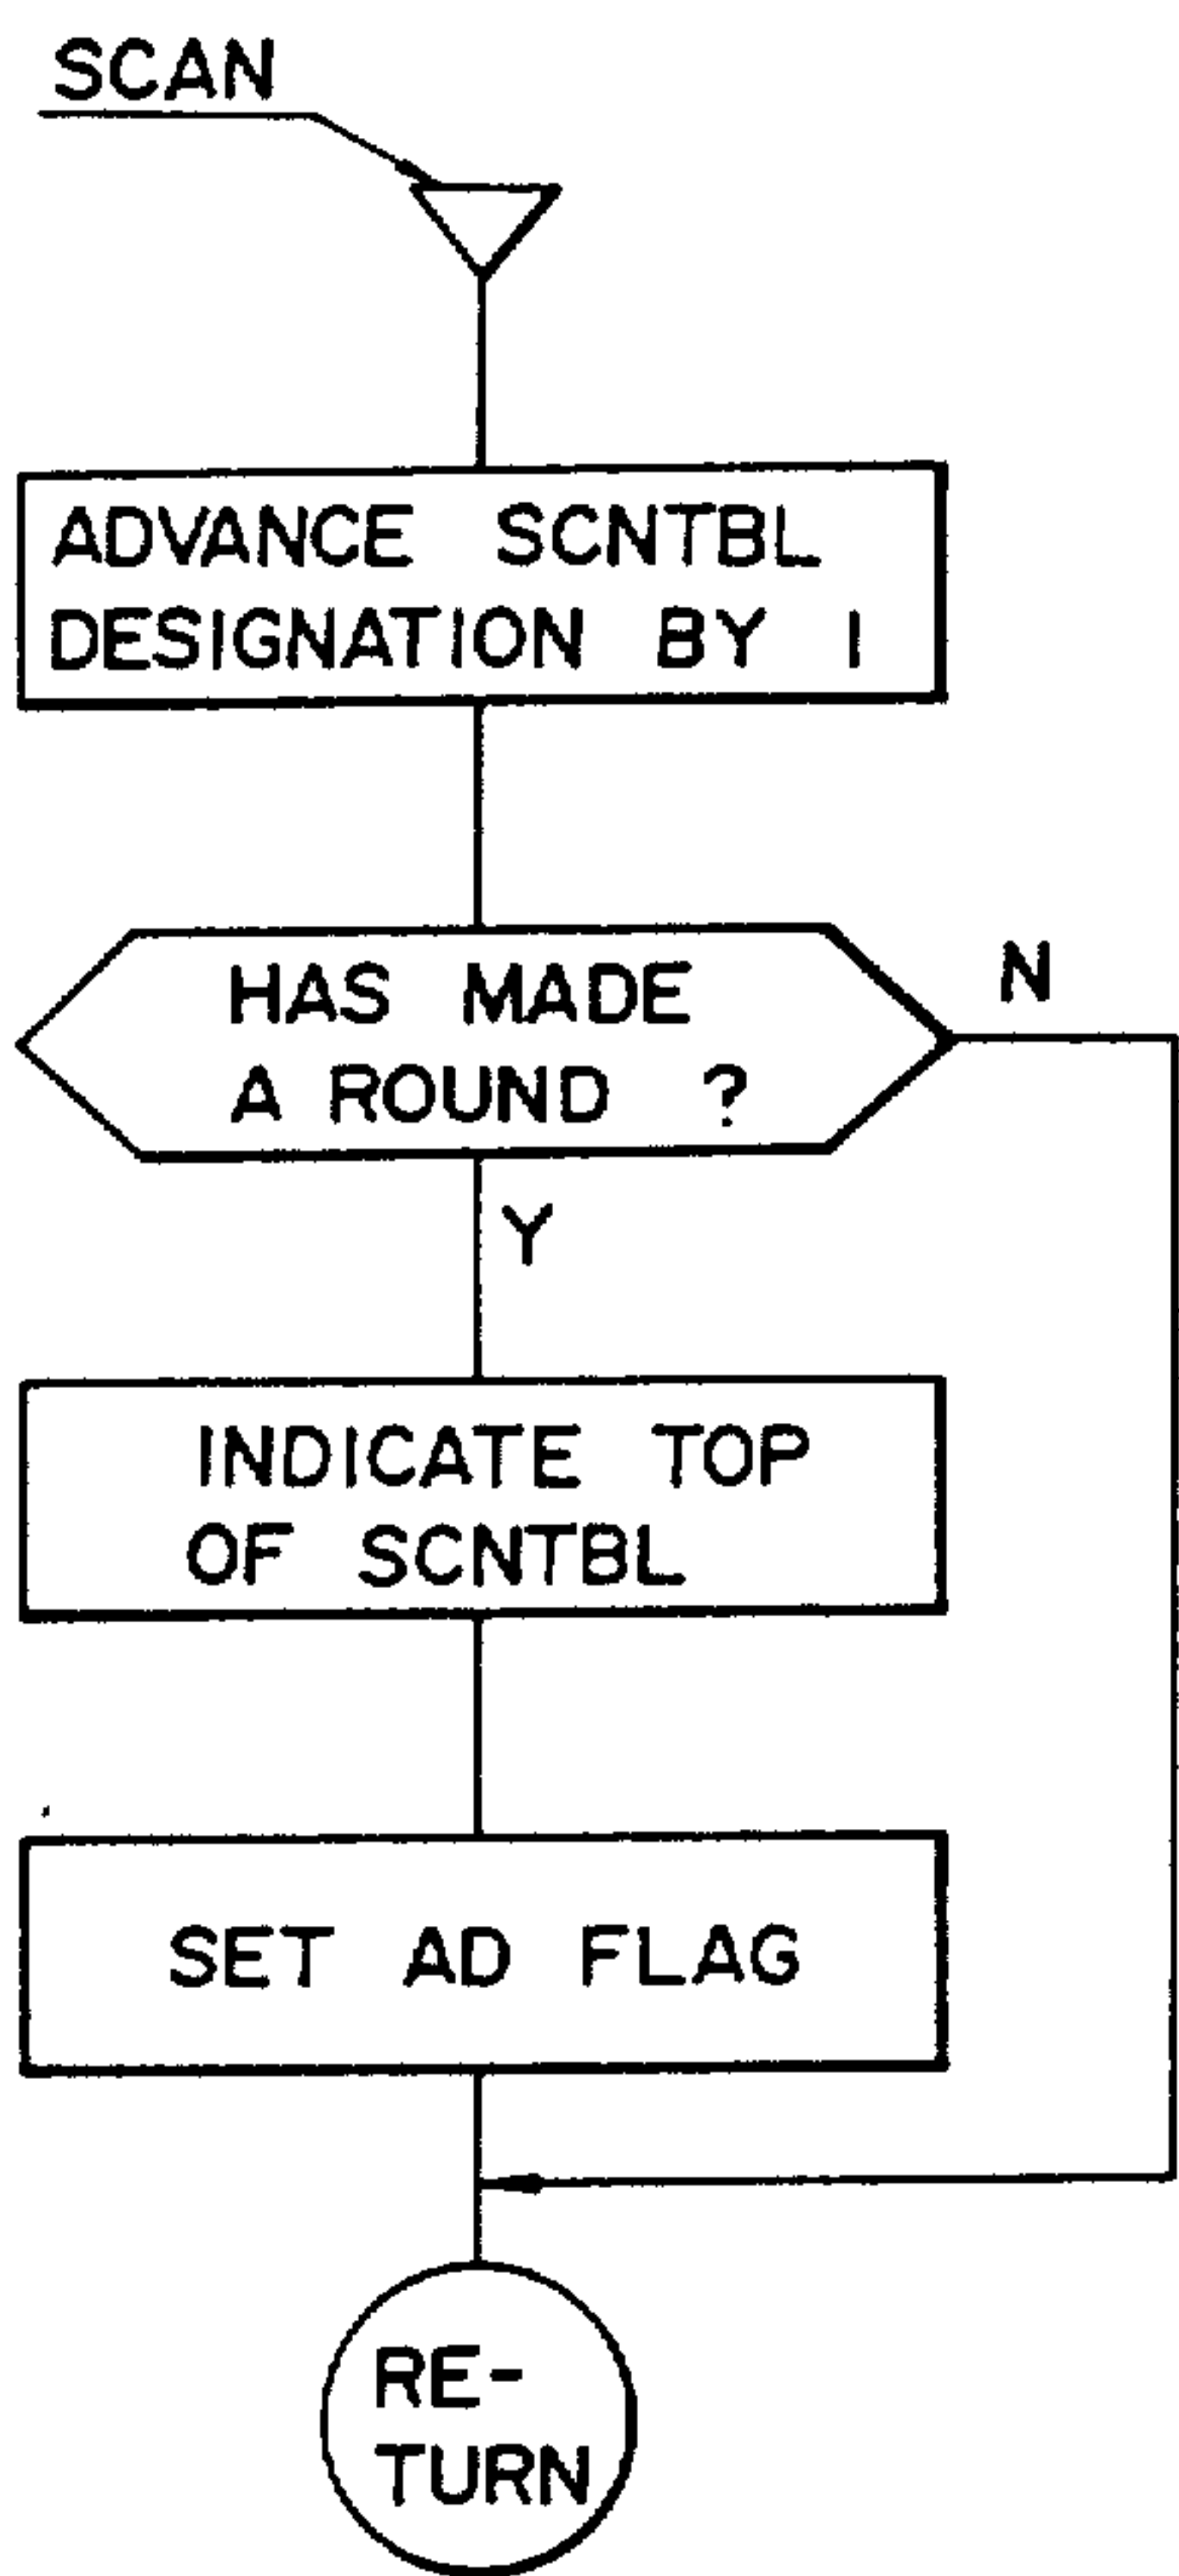 SCAN
ADVANCE SCNTBL
DESIGNATION BY 1
HAS MADE
A ROUND ?
N
Y
INDICATE TOP
OF SCNTBL
SET AD FLAG
RE-
TURN